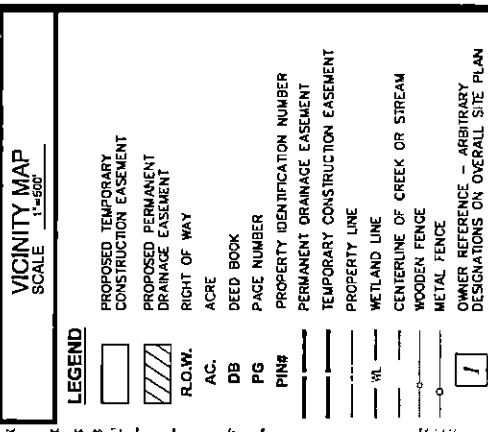 VICINITY MAP
SCALE 1"=500'
LEGEND
PROPOSED TEMPORARY
CONSTRUCTION EASEMENT
PROPOSED PERMANENT
DRAINAGE EASEMENT
R.O.W. RIGHT OF WAY
AC. ACRE
DB DEED BOOK
PG PAGE NUMBER
PIN# PROPERTY IDENTIFICATION NUMBER
PERMANENT DRAINAGE EASEMENT
TEMPORARY CONSTRUCTION EASEMENT
PROPERTY LINE
WL WETLAND LINE
CENTERLINE OF CREEK OR STREAM
WOODEN FENCE
METAL FENCE
1 OWNER REFERENCE - ARBITRARY
DESIGNATIONS ON OVERALL SITE PLAN